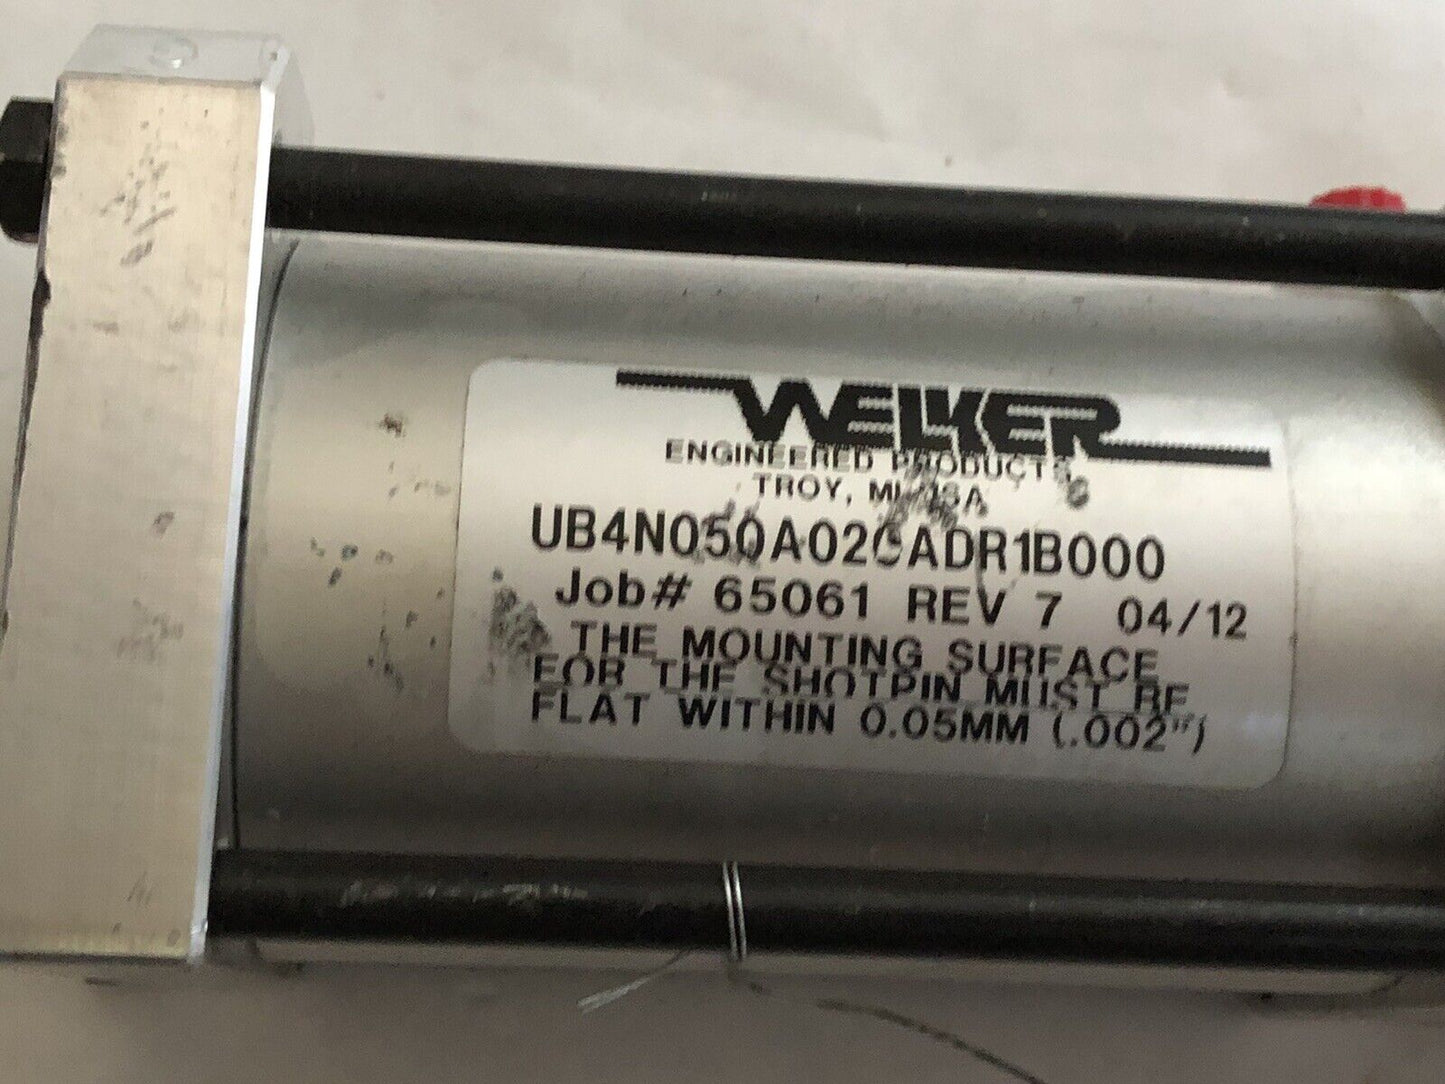 WELKER
ENGINEERED PRODUCTS
TROY, MI USA
UB4N050A020ADR1B000
Job# 65061 REV 7 04/12
THE MOUNTING SURFACE
FOR THE SHOTPIN MUST BE
FLAT WITHIN 0.05MM (.002")